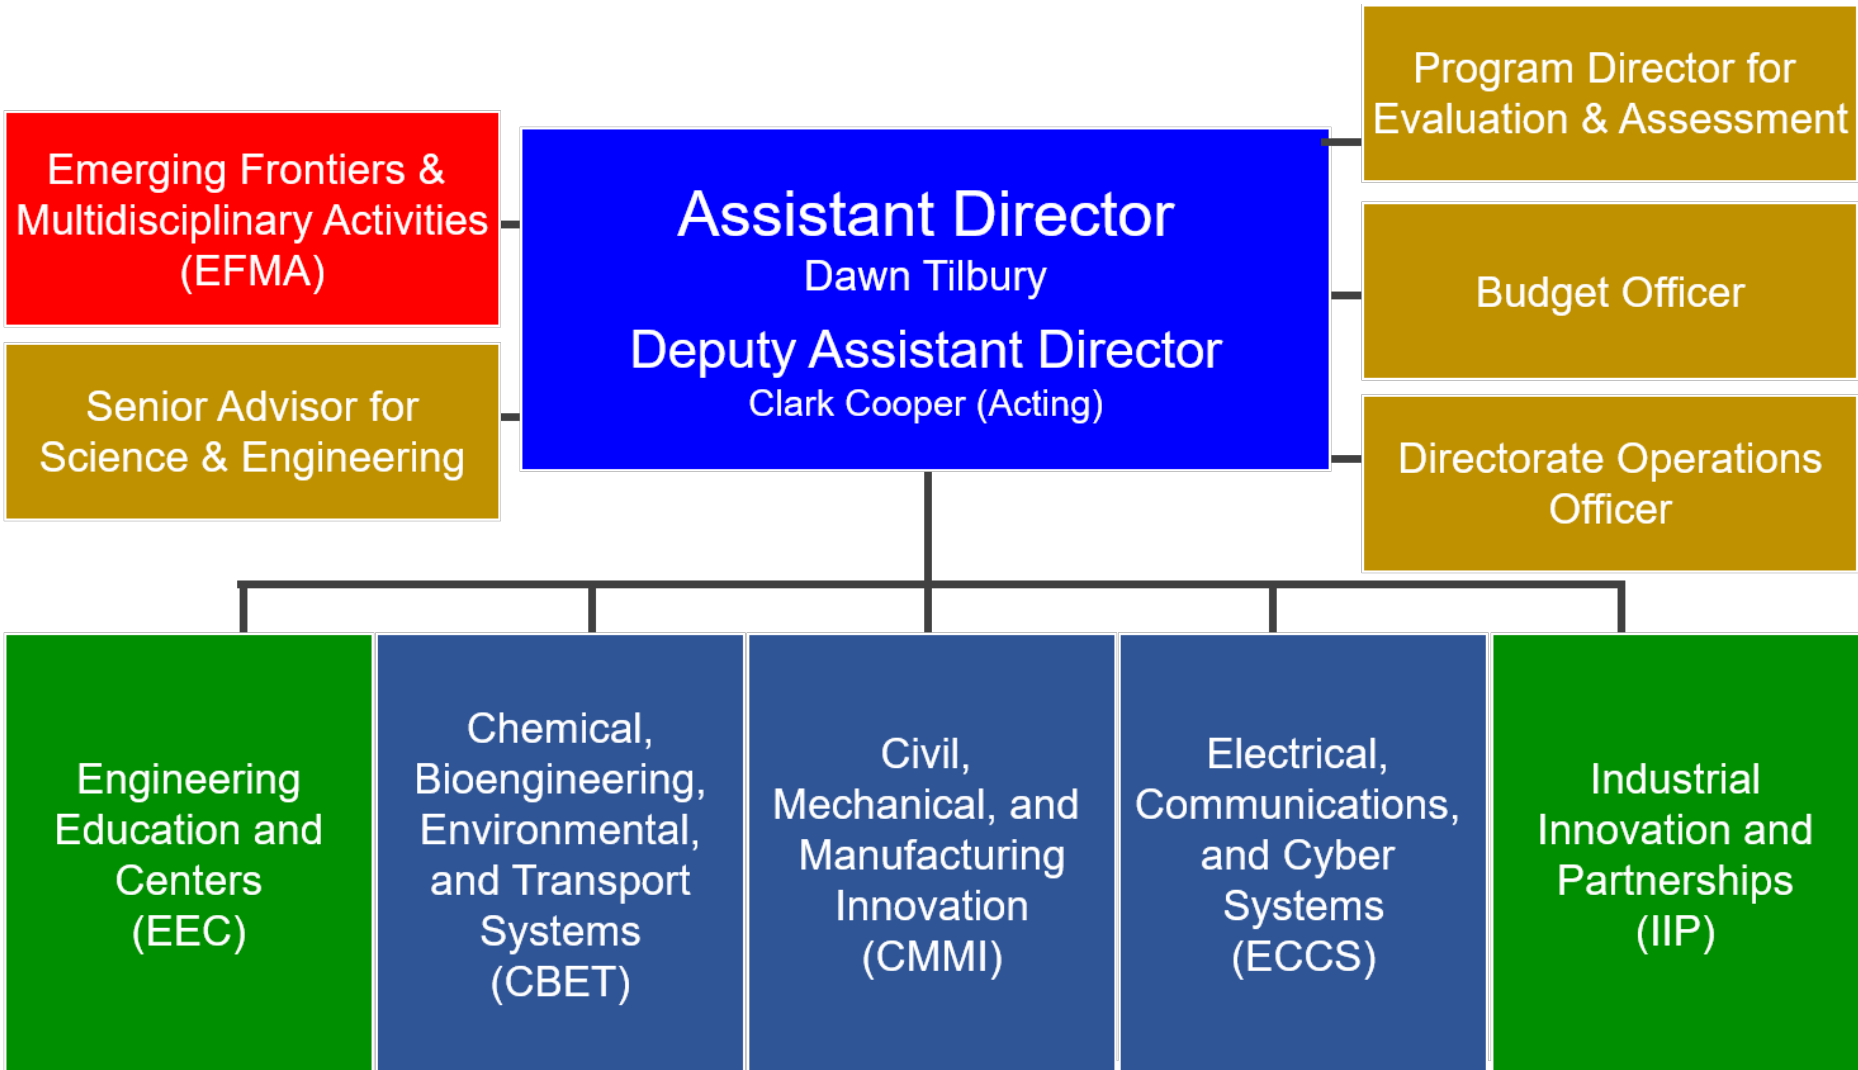 Program Director for
Evaluation & Assessment
Emerging Frontiers &
Multidisciplinary Activities
(EFMA)
Assistant Director
Dawn Tilbury
Deputy Assistant Director
Clark Cooper (Acting)
Budget Officer
Senior Advisor for
Science & Engineering
Directorate Operations
Officer
Engineering
Education and
Centers
(EEC)
Chemical,
Bioengineering,
Environmental,
and Transport
Systems
(CBET)
Civil,
Mechanical, and
Manufacturing
Innovation
(CMMI)
Electrical,
Communications,
and Cyber
Systems
(ECCS)
Industrial
Innovation and
Partnerships
(IIP)